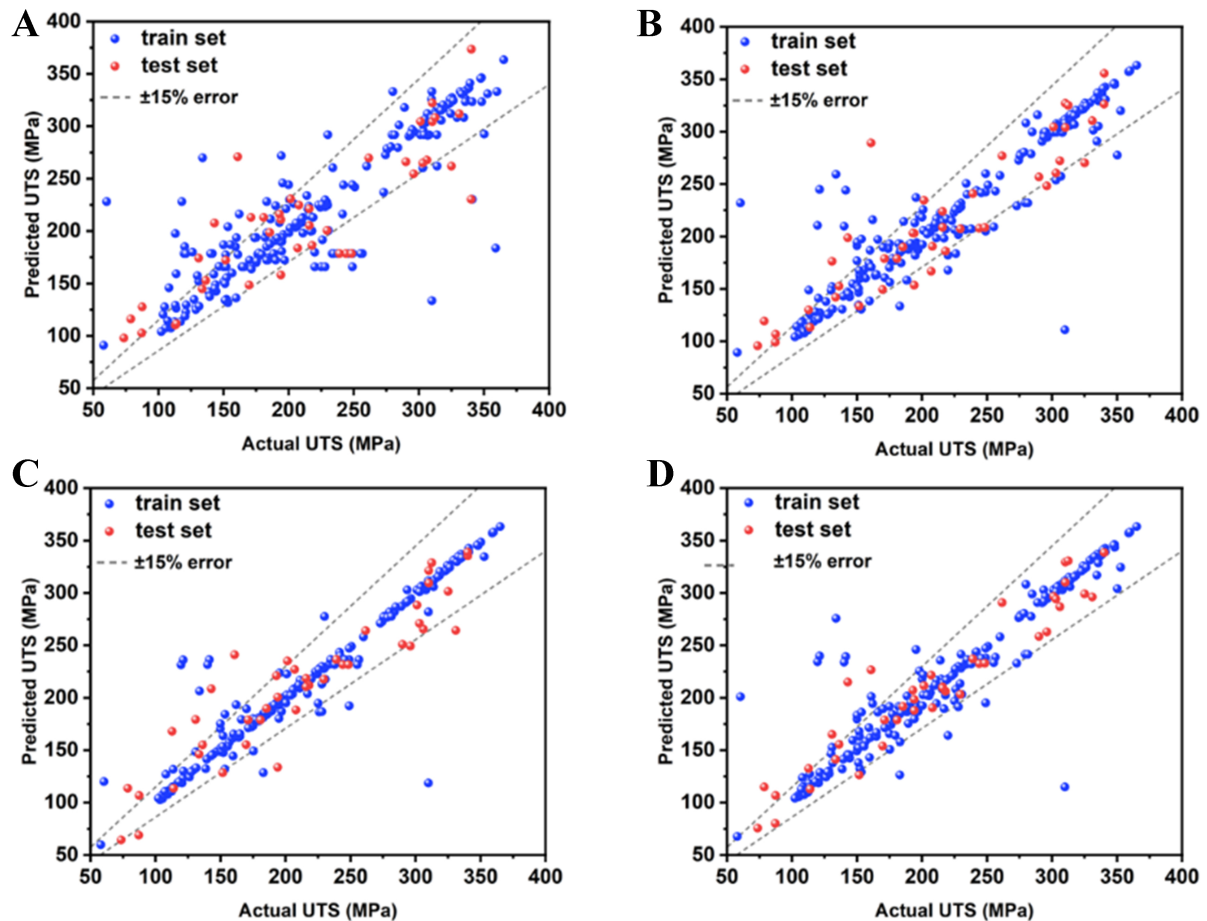 A
400
350
300
250
200
150
100
50
50 100 150 200 250 300 350 400
Predicted UTS (MPa)
Actual UTS (MPa)
train set
test set
±15% error
B
400
350
300
250
200
150
100
50
50 100 150 200 250 300 350 400
Predicted UTS (MPa)
Actual UTS (MPa)
train set
test set
±15% error
C
400
350
300
250
200
150
100
50
50 100 150 200 250 300 350 400
Predicted UTS (MPa)
Actual UTS (MPa)
train set
test set
±15% error
D
400
350
300
250
200
150
100
50
50 100 150 200 250 300 350 400
Predicted UTS (MPa)
Actual UTS (MPa)
train set
test set
±15% error